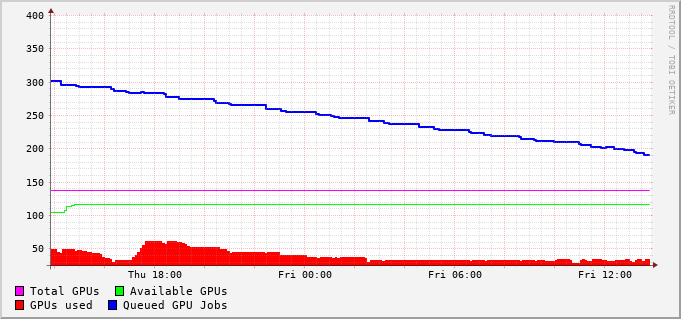 400
350
300
250
200
150
100
50
Thu 18:00 Fri 00:00 Fri 06:00 Fri 12:00
Total GPUs Available GPUs
GPUs used Queued GPU Jobs
RRDTOOL / TOBI OETIKER